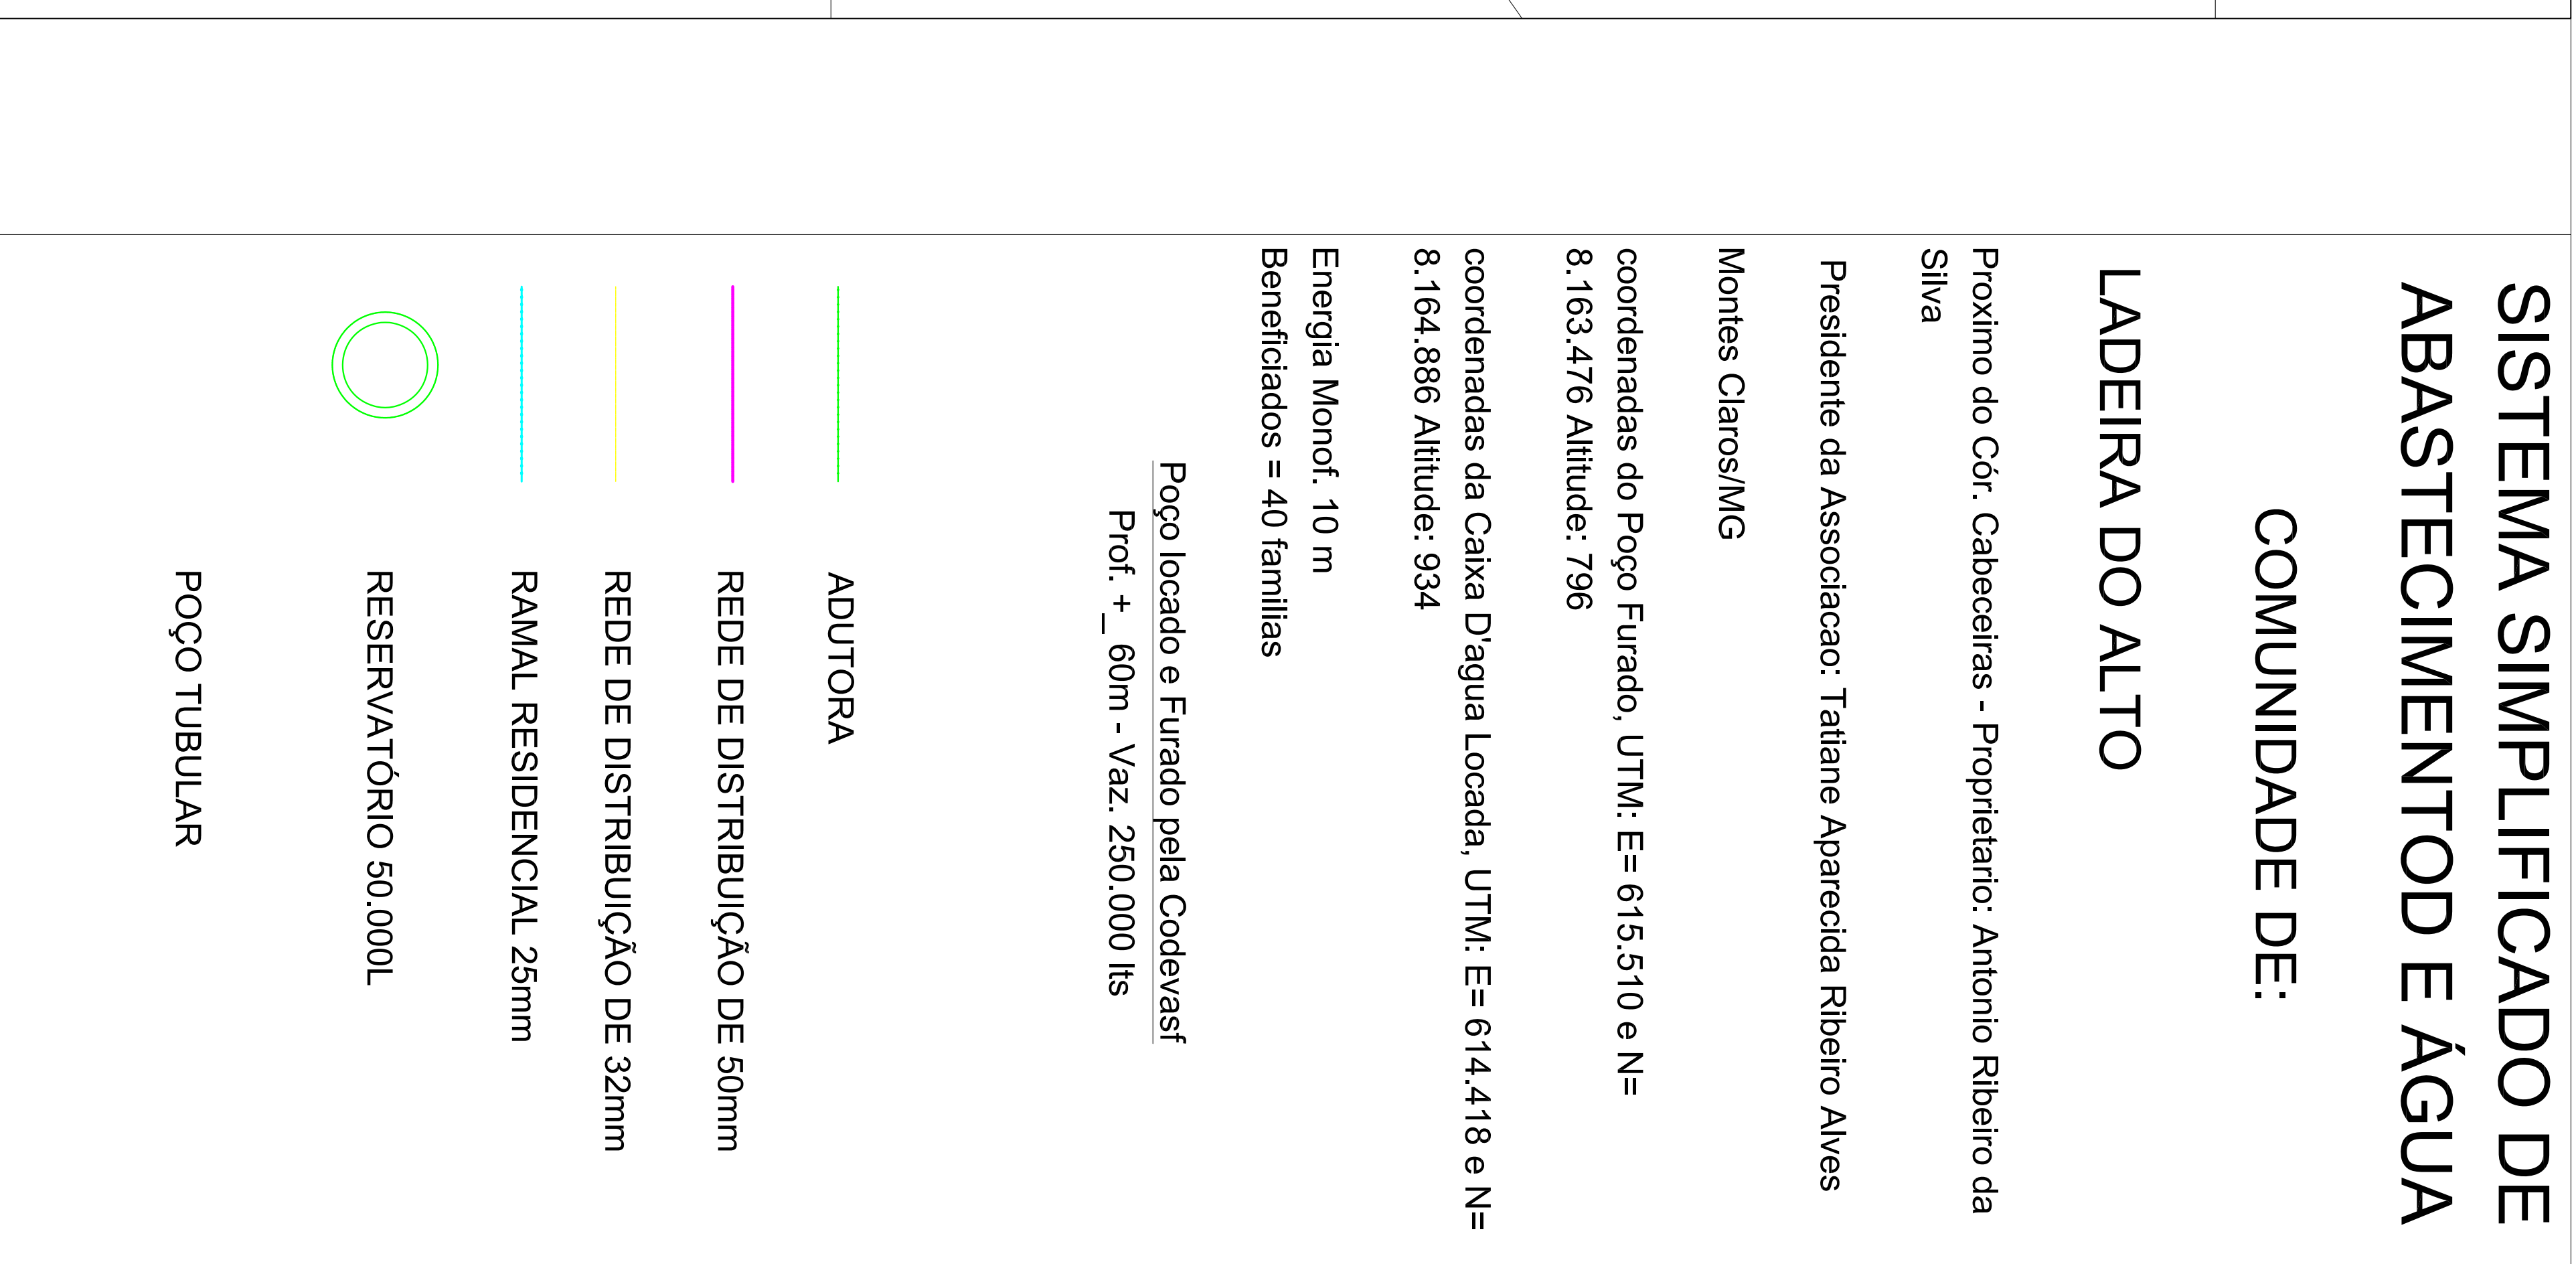 SISTEMA SIMPLIFICADO DE
ABASTECIMENTOD E ÁGUA
COMUNIDADE DE:
LADEIRA DO ALTO
Proximo do Cór. Cabeceiras - Proprietario: Antonio Ribeiro da
Silva
Presidente da Associacao: Tatiane Aparecida Ribeiro Alves
Montes Claros/MG
coordenadas do Poço Furado, UTM: E= 615.510 e N=
8.163.476 Altitude: 796
coordenadas da Caixa D'agua Locada, UTM: E= 614.418 e N=
8.164.886 Altitude: 934
Energia Monof. 10 m
Beneficiados = 40 familias
Poço locado e Furado pela Codevasf
Prof. +_ 60m - Vaz. 250.000 lts
ADUTORA
REDE DE DISTRIBUIÇÃO DE 50mm
REDE DE DISTRIBUIÇÃO DE 32mm
RAMAL RESIDENCIAL 25mm
RESERVATÓRIO 50.000L
POÇO TUBULAR